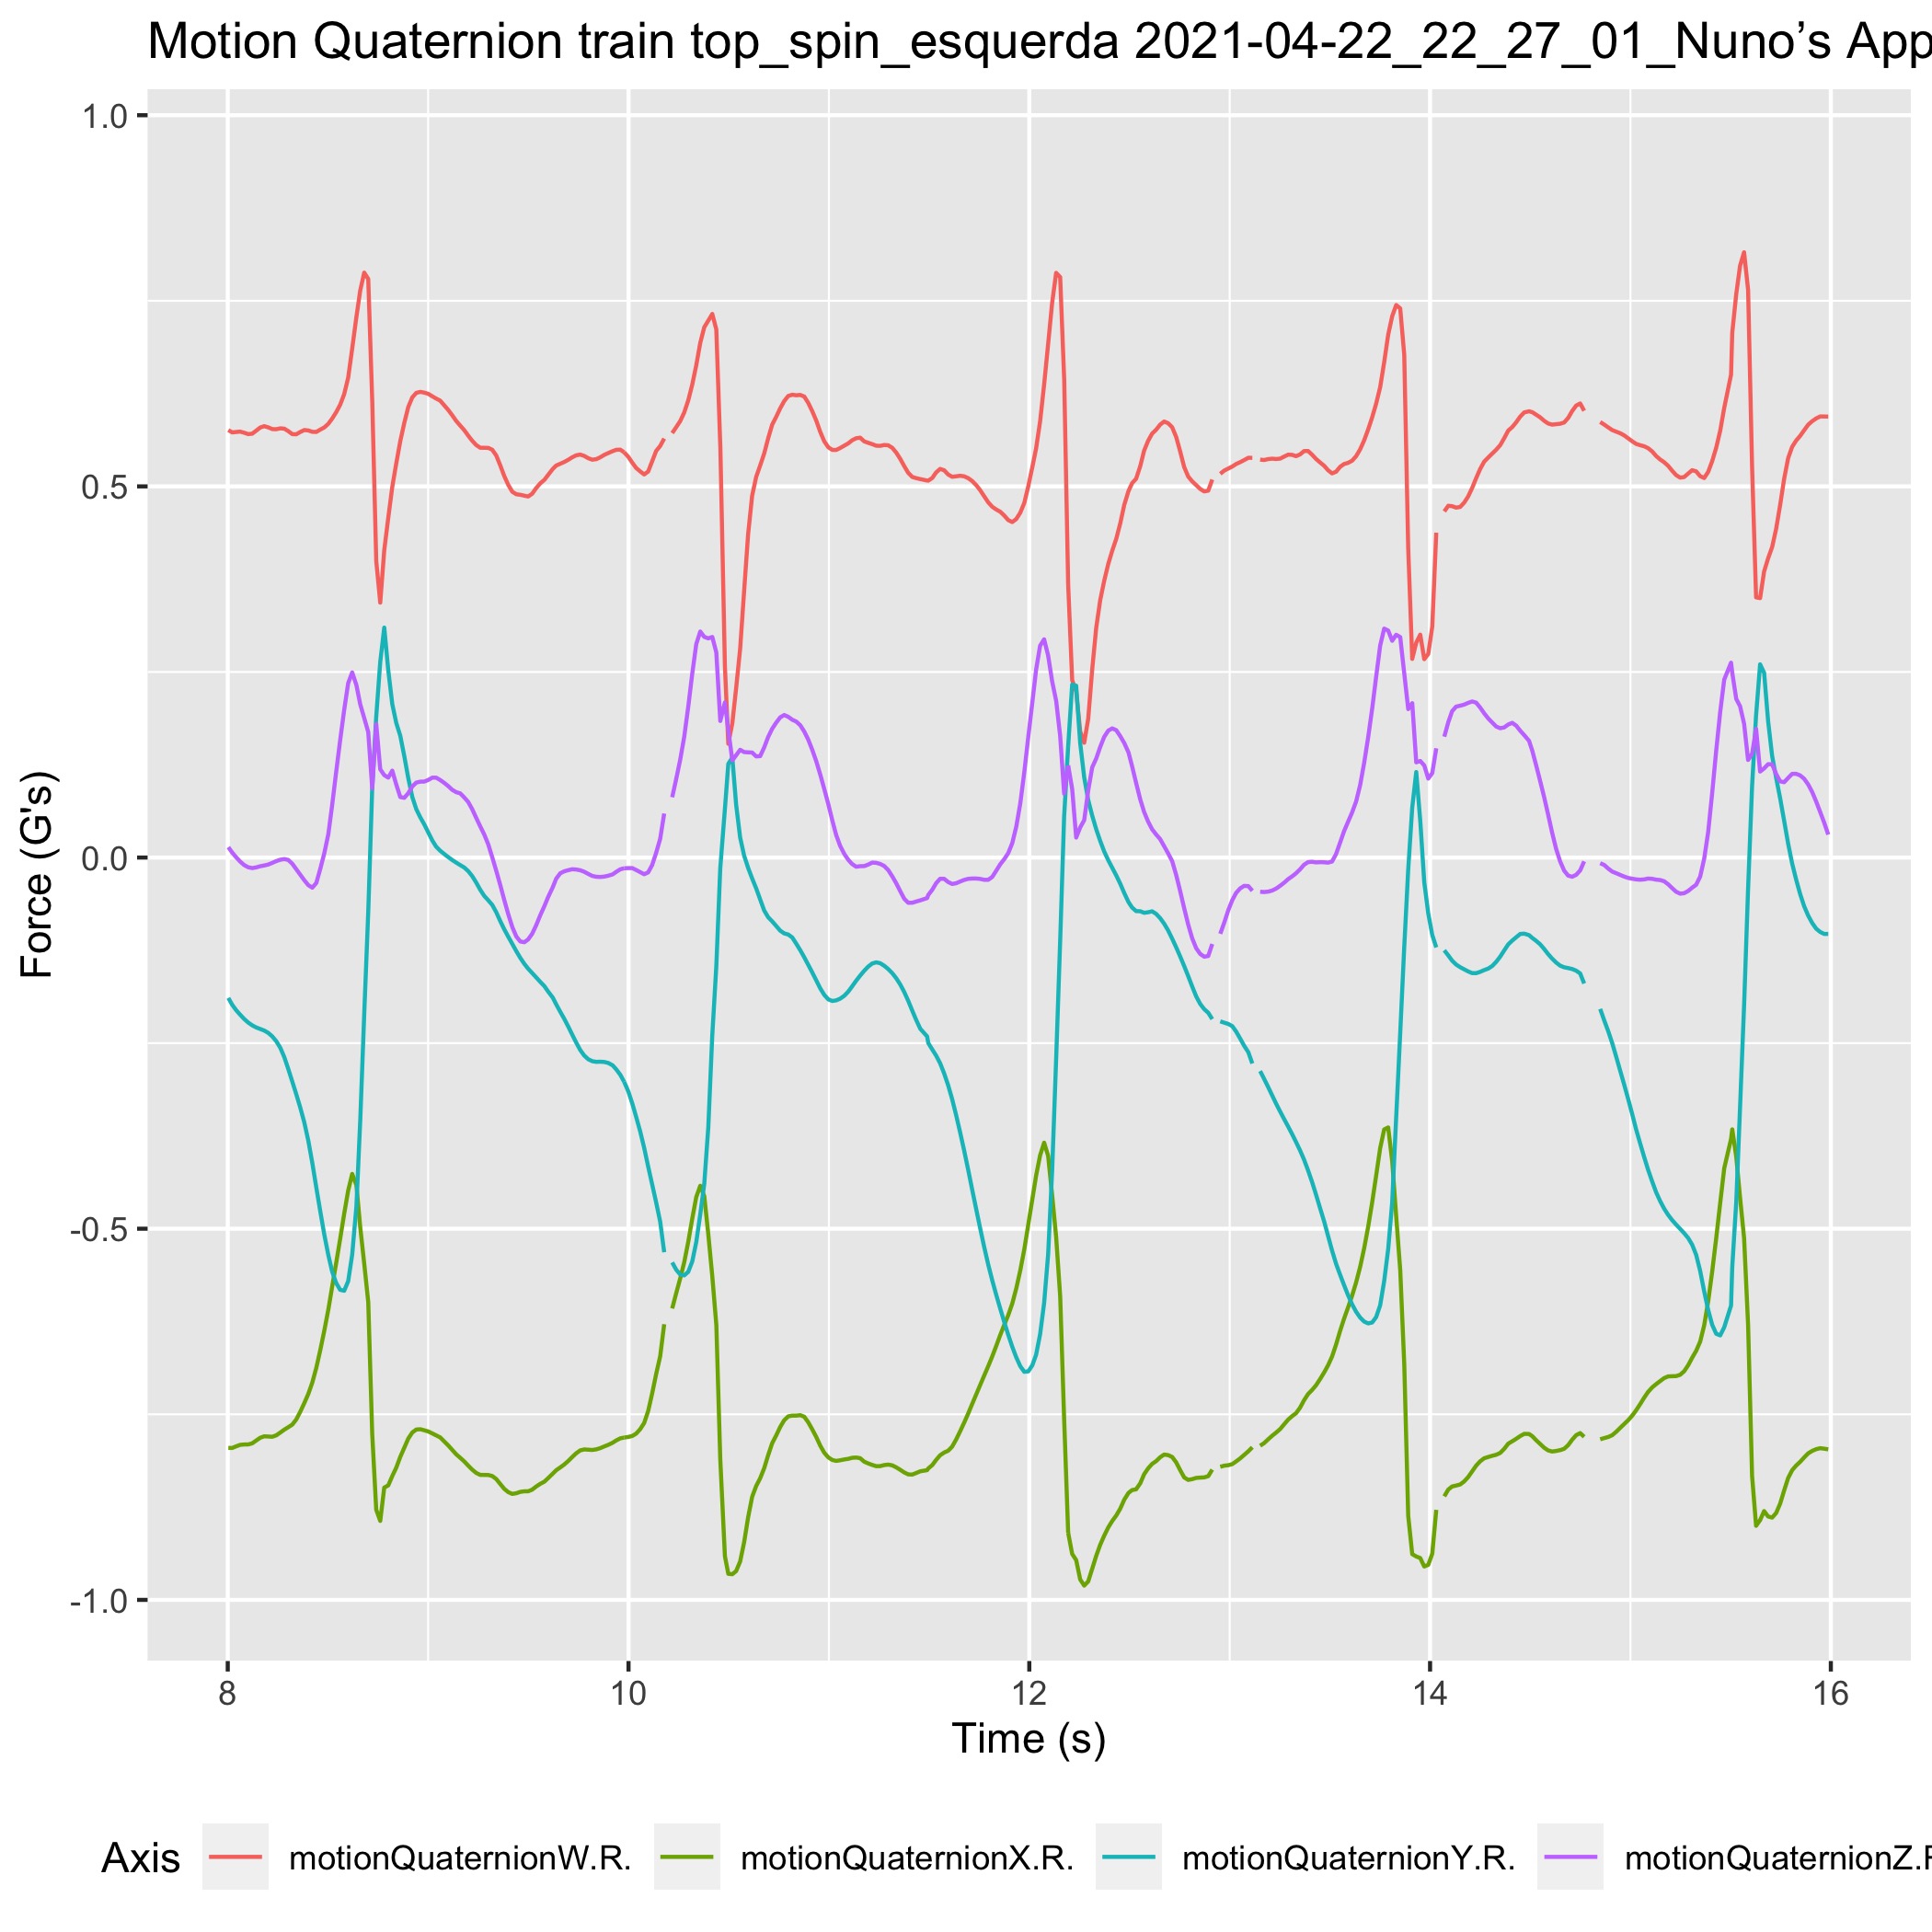 Motion Quaternion train top_spin_esquerda 2021-04-22_22_27_01_Nuno’s App
1.0
0.5
0.0
-0.5
-1.0
Force (G's)
8 10 12 14 16
Time (s)
Axis motionQuaternionW.R. motionQuaternionX.R. motionQuaternionY.R. motionQuaternionZ.R